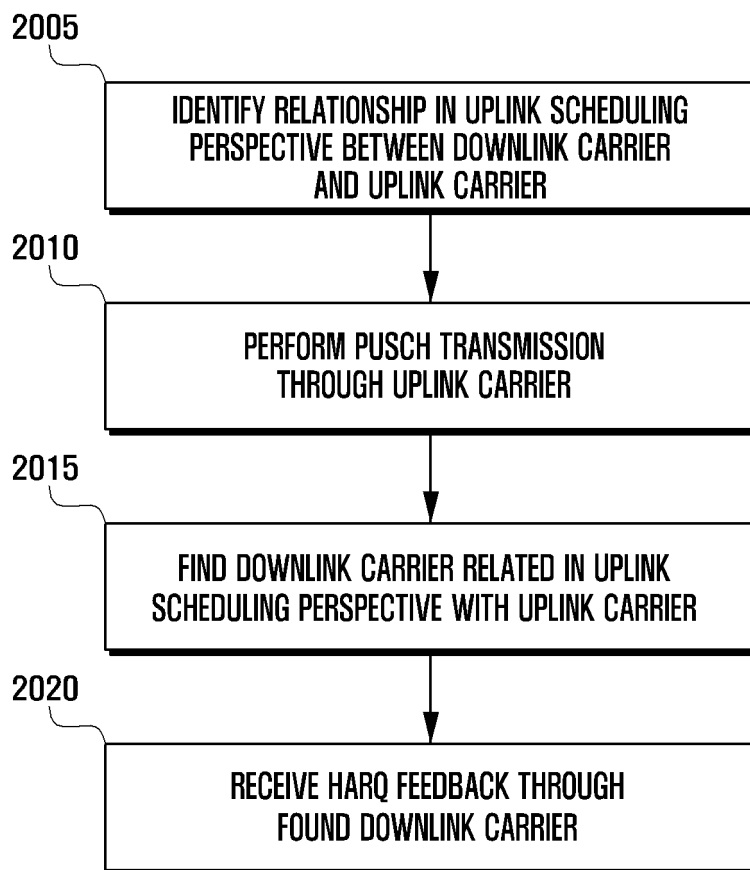 2005
IDENTIFY RELATIONSHIP IN UPLINK SCHEDULING
PERSPECTIVE BETWEEN DOWNLINK CARRIER
AND UPLINK CARRIER
2010
PERFORM PUSCH TRANSMISSION
THROUGH UPLINK CARRIER
2015
FIND DOWNLINK CARRIER RELATED IN UPLINK
SCHEDULING PERSPECTIVE WITH UPLINK CARRIER
2020
RECEIVE HARQ FEEDBACK THROUGH
FOUND DOWNLINK CARRIER